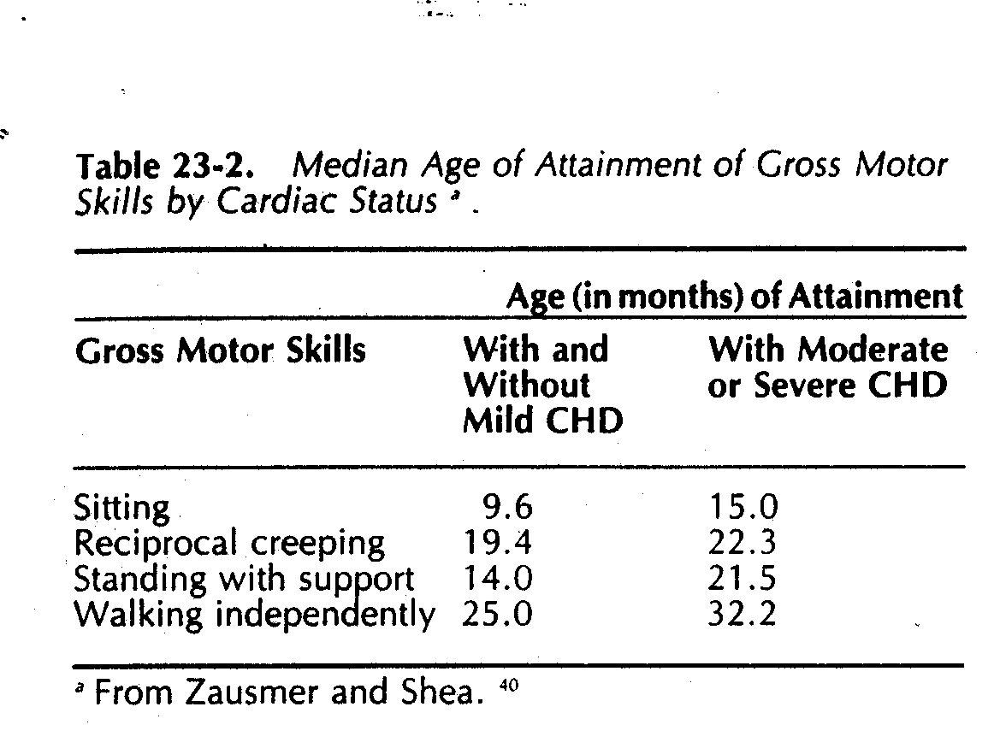 Table 23-2. Median Age of Attainment of Gross Motor
Skills by Cardiac Status a .
Age (in months) of Attainment
Gross Motor Skills With and With Moderate
Without or Severe CHD
Mild CHD
Sitting 9.6 15.0
Reciprocal creeping 19.4 22.3
Standing with support 14.0 21.5
Walking independently 25.0 32.2
a From Zausmer and Shea. 40